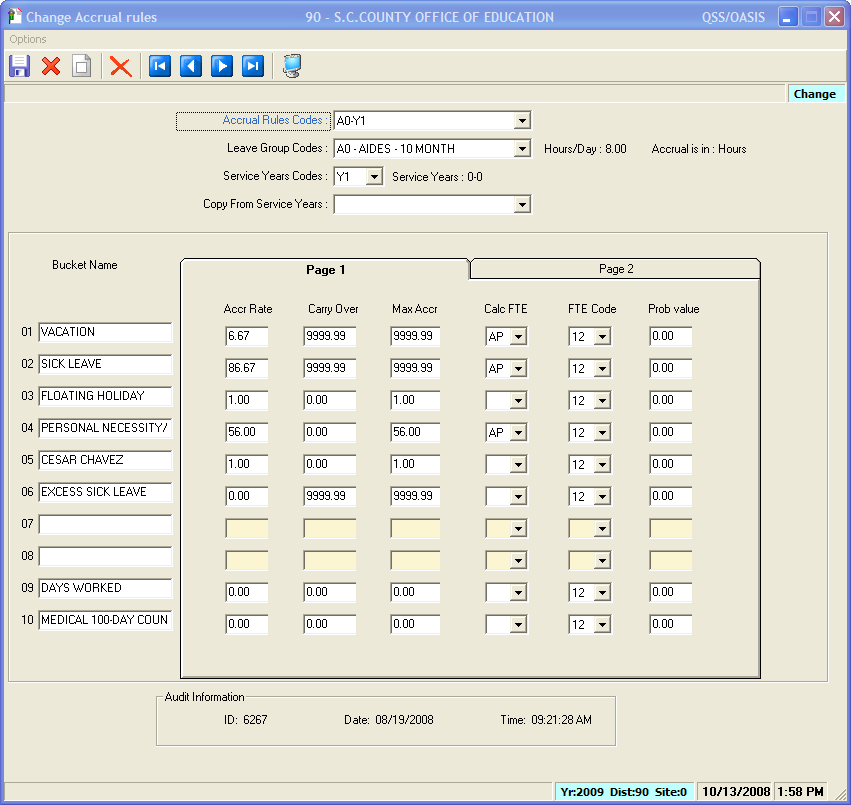 Change Accrual rules 90 - S.C.COUNTY OFFICE OF EDUCATION QSS/OASIS
Options
Change
Accrual Rules Codes : A0-Y1
Leave Group Codes : A0 - AIDES - 10 MONTH Hours/Day : 8.00 Accrual is in : Hours
Service Years Codes : Y1 Service Years : 0-0
Copy From Service Years :
Bucket Name Page 1 Page 2
Accr Rate Carry Over Max Accr Calc FTE FTE Code Prob value
01 VACATION 6.67 9999.99 9999.99 AP 12 0.00
02 SICK LEAVE 86.67 9999.99 9999.99 AP 12 0.00
03 FLOATING HOLIDAY 1.00 0.00 1.00 12 0.00
04 PERSONAL NECESSITY/ 56.00 0.00 56.00 AP 12 0.00
05 CESAR CHAVEZ 1.00 0.00 1.00 12 0.00
06 EXCESS SICK LEAVE 0.00 9999.99 9999.99 12 0.00
07
08
09 DAYS WORKED 0.00 0.00 0.00 12 0.00
10 MEDICAL 100-DAY COUN 0.00 0.00 0.00 12 0.00
Audit Information
ID: 6267 Date: 08/19/2008 Time: 09:21:28 AM
Yr:2009 Dist:90 Site:0 10/13/2008 1:58 PM